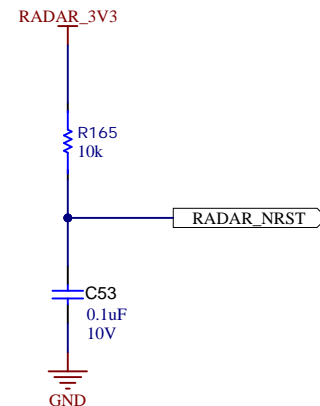 RADAR_3V3
R165
10k
RADAR_NRST
C53
0.1uF
10V
GND